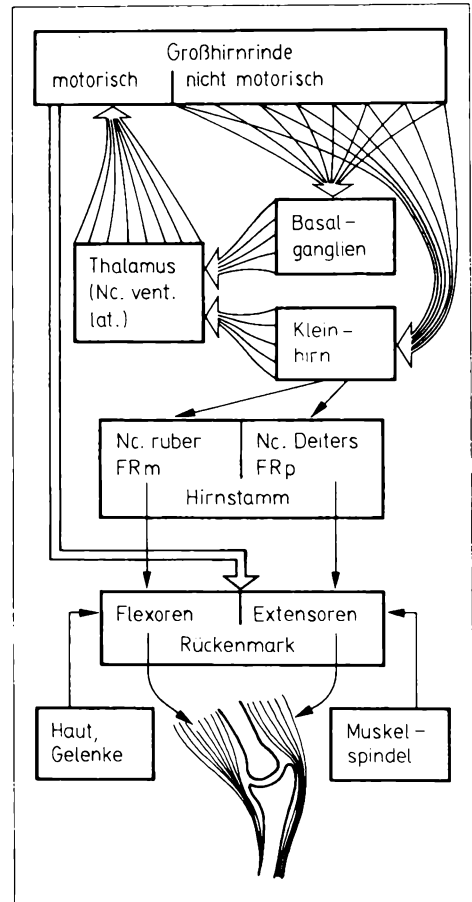 Großhirnrinde
motorisch nicht motorisch
Basal-
ganglien
Thalamus
(Nc. vent.
lat.)
Klein-
hirn
Nc. ruber Nc. Deiters
FRm FRp
Hirnstamm
Flexoren Extensoren
Rückenmark
Haut,
Gelenke
Muskel-
spindel